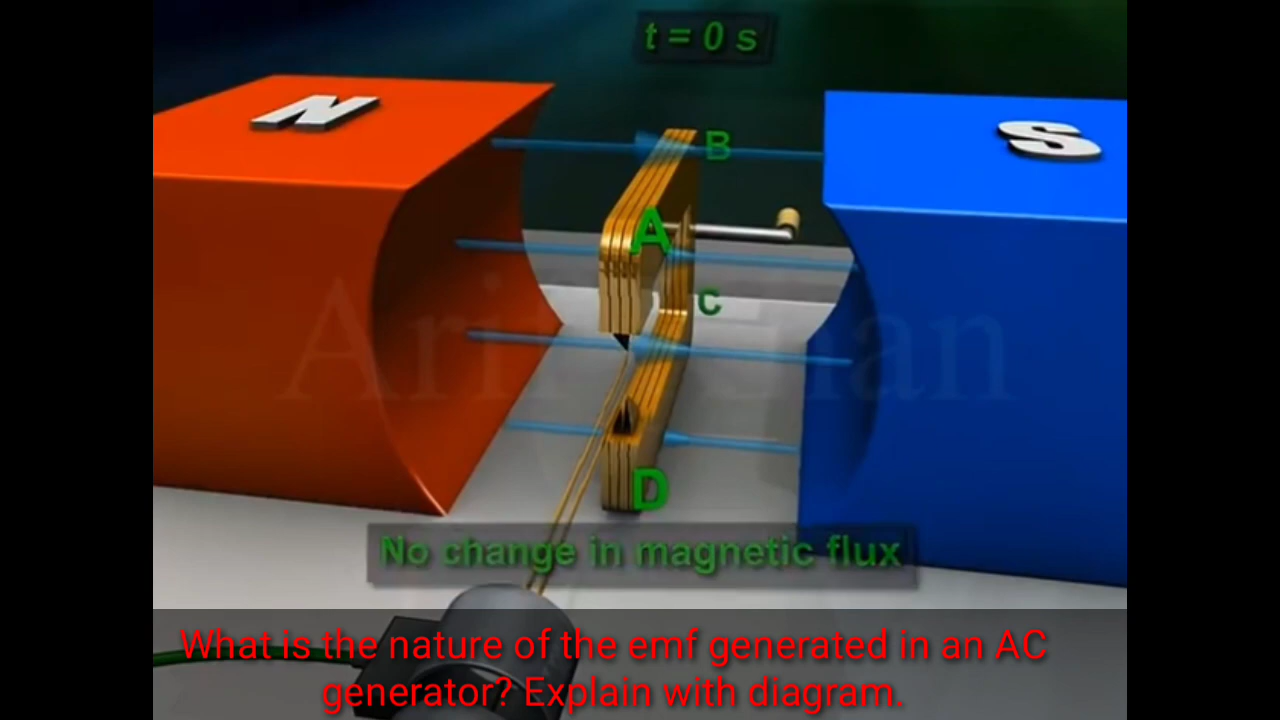 t = 0 s
N
S
B
A
C
D
No change in magnetic flux
What is the nature of the emf generated in an AC
generator? Explain with diagram.